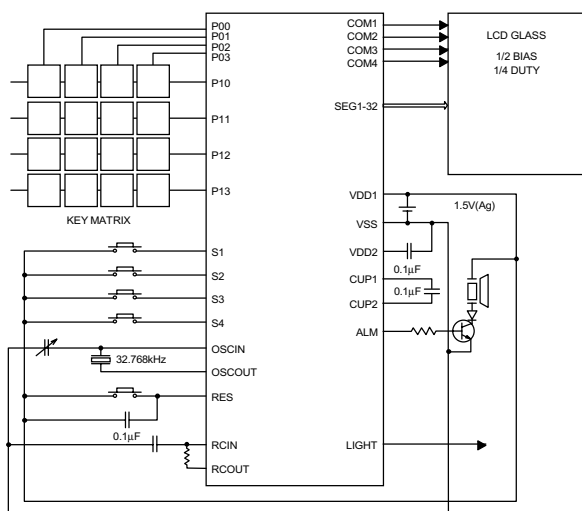 P00
P01
P02
P03
P10
P11
P12
P13
KEY MATRIX
S1
S2
S3
S4
OSCIN
32.768kHz
OSCOUT
RES
0.1μF
RCIN
RCOUT
COM1
COM2
COM3
COM4
SEG1-32
LCD GLASS
1/2 BIAS
1/4 DUTY
VDD1
1.5V(Ag)
VSS
VDD2
0.1μF
CUP1
0.1μF
CUP2
ALM
LIGHT